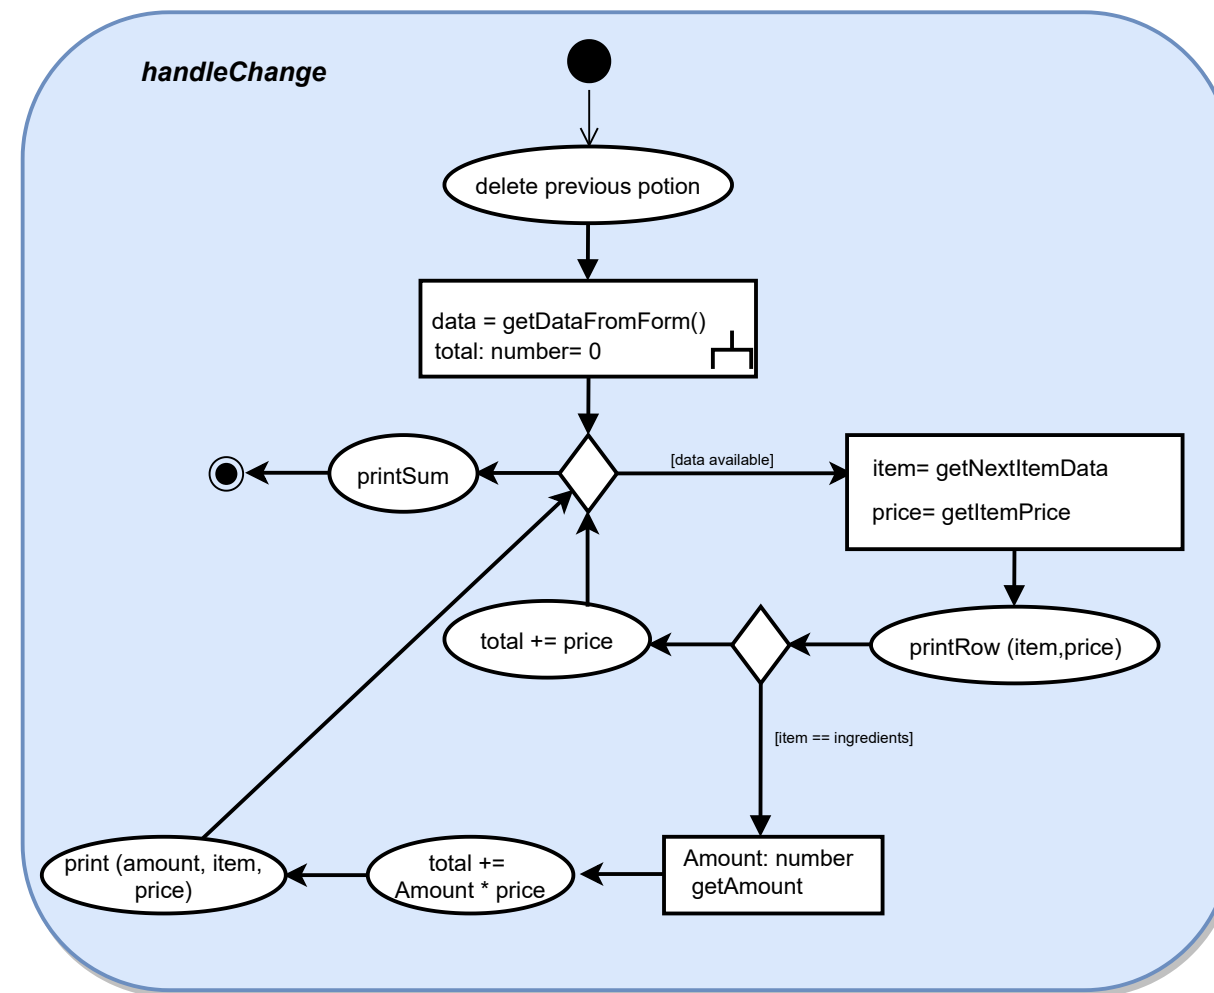 handleChange
delete previous potion
data = getDataFromForm()
total: number= 0
printSum
[data available]
item= getNextItemData
price= getItemPrice
total += price
printRow (item,price)
[item == ingredients]
print (amount, item,
price)
total +=
Amount * price
Amount: number
getAmount